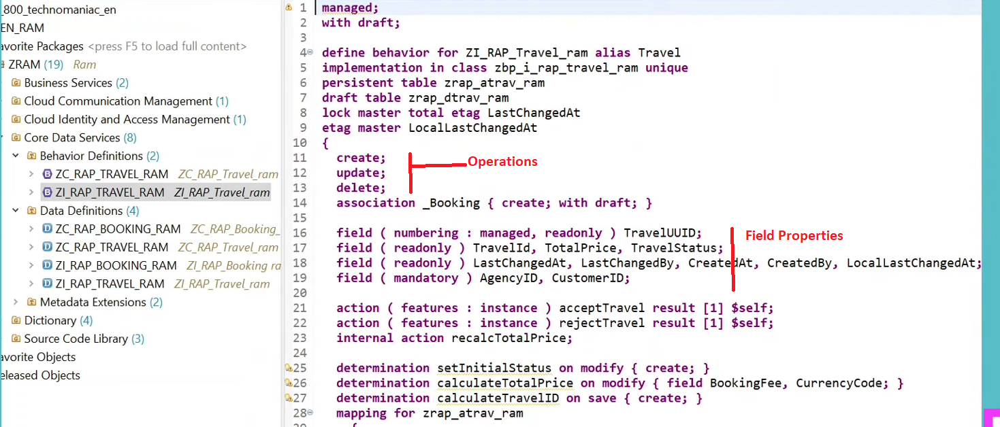 _800_technomaniac_en
EN_RAM
avorite Packages <press F5 to load full content>
ZRAM (19) Ram
Business Services (2)
Cloud Communication Management (1)
Cloud Identity and Access Management (1)
Core Data Services (8)
Behavior Definitions (2)
ZC_RAP_TRAVEL_RAM ZC_RAP_Travel_ram
ZI_RAP_TRAVEL_RAM ZI_RAP_Travel_ram
Data Definitions (4)
ZC_RAP_BOOKING_RAM ZC_RAP_Booking_
ZC_RAP_TRAVEL_RAM ZC_RAP_Travel_ram
ZI_RAP_BOOKING_RAM ZI_RAP_Booking ra
ZI_RAP_TRAVEL_RAM ZI_RAP_Travel_ram
Metadata Extensions (2)
Dictionary (4)
Source Code Library (3)
avorite Objects
eleased Objects
1 managed;
2 with draft;
3
4 define behavior for ZI_RAP_Travel_ram alias Travel
5 implementation in class zbp_i_rap_travel_ram unique
6 persistent table zrap_atrav_ram
7 draft table zrap_dtrav_ram
8 lock master total etag LastChangedAt
9 etag master LocalLastChangedAt
10 {
11 create;
12 update;
13 delete;
14 association _Booking { create; with draft; }
15
16 field ( numbering : managed, readonly ) TravelUUID;
17 field ( readonly ) TravelId, TotalPrice, TravelStatus;
18 field ( readonly ) LastChangedAt, LastChangedBy, CreatedAt, CreatedBy, LocalLastChangedAt;
19 field ( mandatory ) AgencyID, CustomerID;
20
21 action ( features : instance ) acceptTravel result [1] $self;
22 action ( features : instance ) rejectTravel result [1] $self;
23 internal action recalcTotalPrice;
24
25 determination setInitialStatus on modify { create; }
26 determination calculateTotalPrice on modify { field BookingFee, CurrencyCode; }
27 determination calculateTravelID on save { create; }
28 mapping for zrap_atrav_ram
Operations
Field Properties